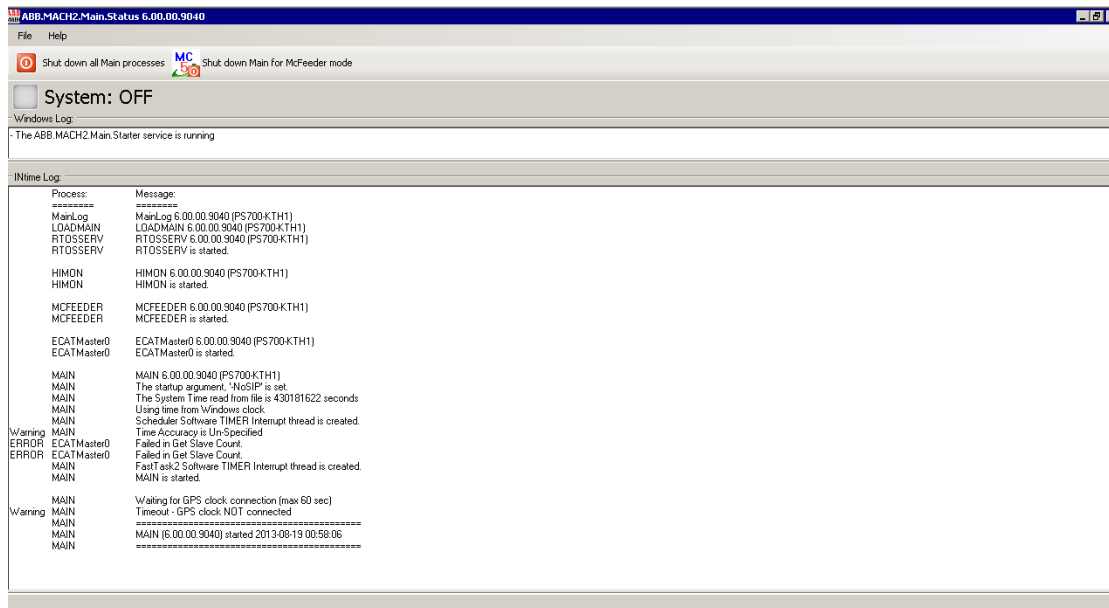 ABB.MACH2.Main.Status 6.00.00.9040
File Help
Shut down all Main processes MC Shut down Main for McFeeder mode
System: OFF
Windows Log:
- The ABB.MACH2.Main.Starter service is running
INtime Log:
Process: Message:
======== ========
MainLog MainLog 6.00.00.9040 (PS700-KTH1)
LOADMAIN LOADMAIN 6.00.00.9040 (PS700-KTH1)
RTOSSERV RTOSSERV 6.00.00.9040 (PS700-KTH1)
RTOSSERV RTOSSERV is started.
HIMON HIMON 6.00.00.9040 (PS700-KTH1)
HIMON HIMON is started.
MCFEEDER MCFEEDER 6.00.00.9040 (PS700-KTH1)
MCFEEDER MCFEEDER is started.
ECATMaster0 ECATMaster0 6.00.00.9040 (PS700-KTH1)
ECATMaster0 ECATMaster0 is started.
MAIN MAIN 6.00.00.9040 (PS700-KTH1)
MAIN The startup argument, '-NoSIP' is set.
MAIN The System Time read from file is 430181622 seconds
MAIN Using time from Windows clock
MAIN Scheduler Software TIMER Interrupt thread is created.
Warning MAIN Time Accuracy is Un-Specified
ERROR ECATMaster0 Failed in Get Slave Count.
ERROR ECATMaster0 Failed in Get Slave Count.
MAIN FastTask2 Software TIMER Interrupt thread is created.
MAIN MAIN is started.
MAIN Waiting for GPS clock connection (max 60 sec)
Warning MAIN Timeout - GPS clock NOT connected
MAIN ===========================================
MAIN MAIN (6.00.00.9040) started 2013-08-19 00:58:06
MAIN ===========================================